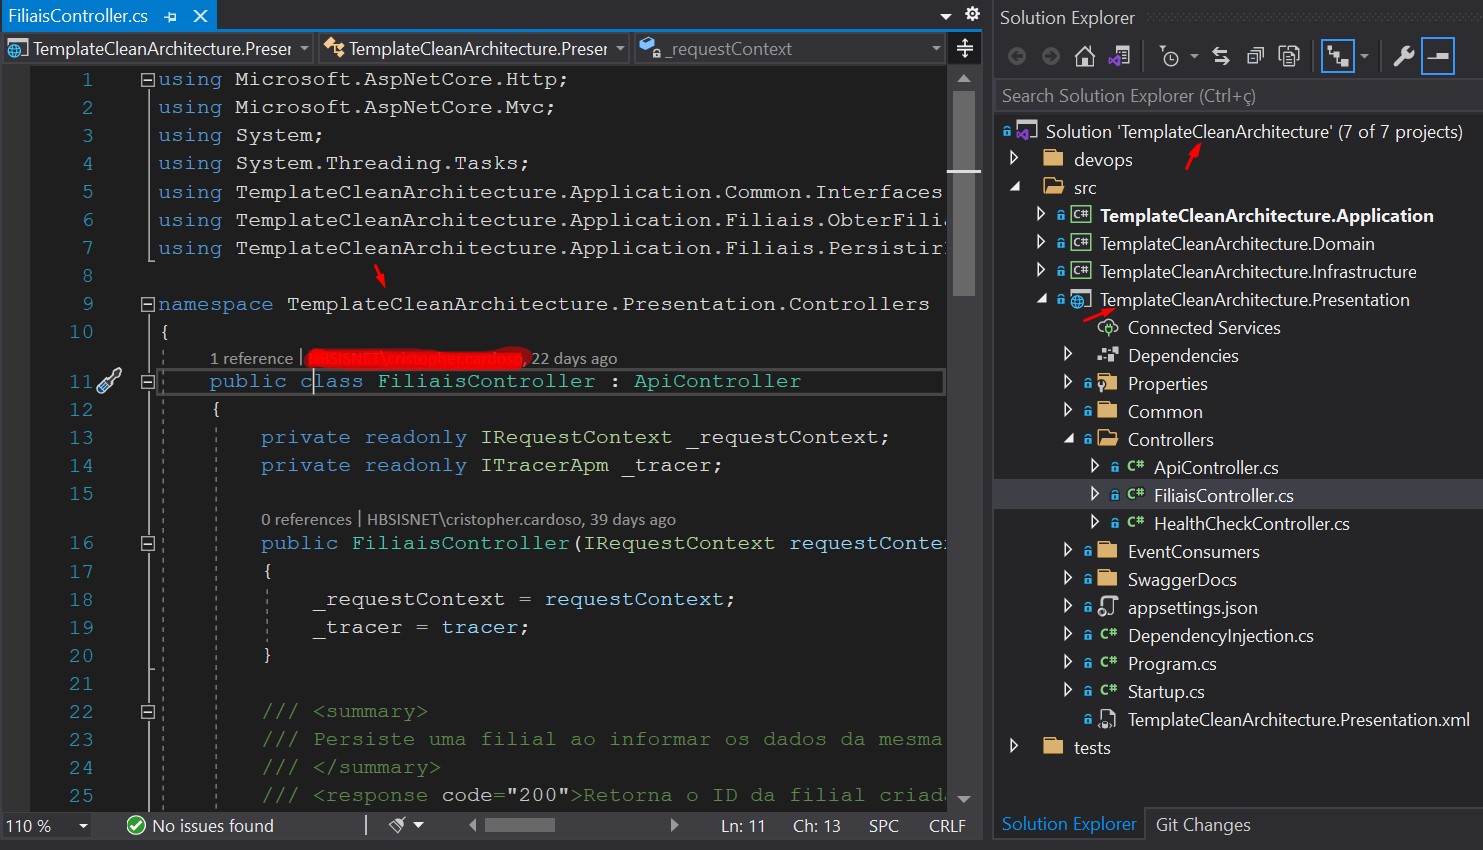 FiliaisController.cs
TemplateCleanArchitecture.Preser
TemplateCleanArchitecture.Preser
_requestContext
1 using Microsoft.AspNetCore.Http;
2 using Microsoft.AspNetCore.Mvc;
3 using System;
4 using System.Threading.Tasks;
5 using TemplateCleanArchitecture.Application.Common.Interfaces
6 using TemplateCleanArchitecture.Application.Filiais.ObterFilia
7 using TemplateCleanArchitecture.Application.Filiais.Persistir
8
9 namespace TemplateCleanArchitecture.Presentation.Controllers
10 {
1 reference | , 22 days ago
11 public class FiliaisController : ApiController
12 {
13 private readonly IRequestContext _requestContext;
14 private readonly ITracerApm _tracer;
15
0 references | HBSISNET\cristopher.cardoso, 39 days ago
16 public FiliaisController(IRequestContext requestConte
17 {
18 _requestContext = requestContext;
19 _tracer = tracer;
20 }
21
22 /// <summary>
23 /// Persiste uma filial ao informar os dados da mesma
24 /// </summary>
25 /// <response code="200">Retorna o ID da filial criada
110 %
No issues found
Ln: 11 Ch: 13 SPC CRLF
Solution Explorer
Search Solution Explorer (Ctrl+ç)
Solution 'TemplateCleanArchitecture' (7 of 7 projects)
devops
src
C# TemplateCleanArchitecture.Application
C# TemplateCleanArchitecture.Domain
C# TemplateCleanArchitecture.Infrastructure
TemplateCleanArchitecture.Presentation
Connected Services
Dependencies
Properties
Common
Controllers
C# ApiController.cs
C# FiliaisController.cs
C# HealthCheckController.cs
EventConsumers
SwaggerDocs
appsettings.json
C# DependencyInjection.cs
C# Program.cs
C# Startup.cs
TemplateCleanArchitecture.Presentation.xml
tests
Solution Explorer Git Changes